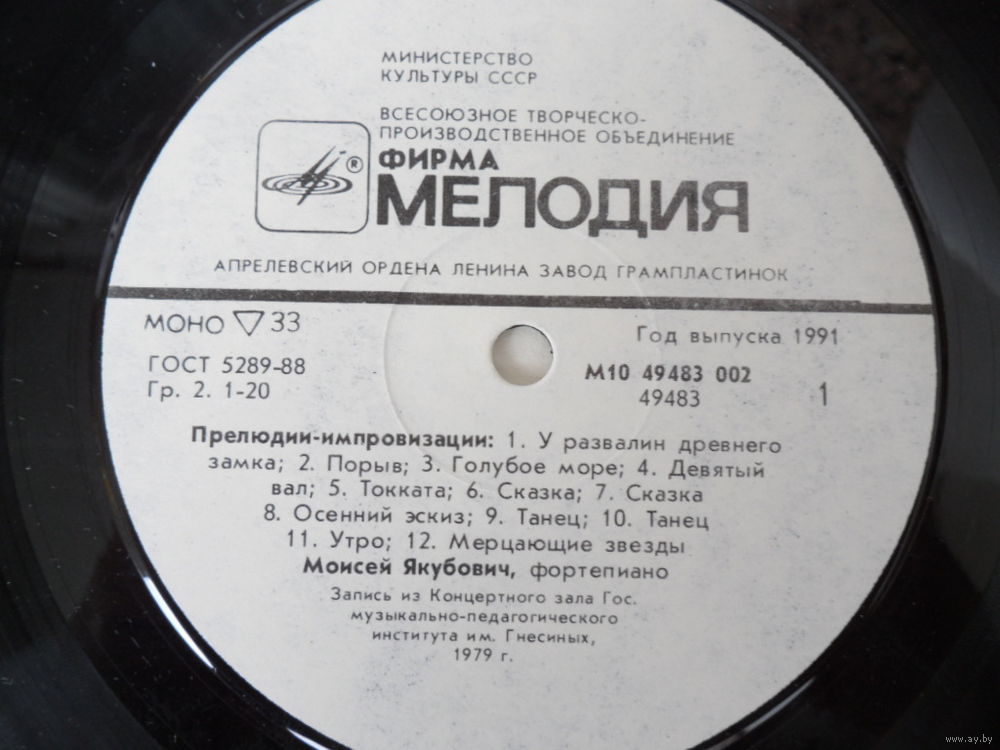 МИНИСТЕРСТВО
КУЛЬТУРЫ СССР
ВСЕСОЮЗНОЕ ТВОРЧЕСКО-
ПРОИЗВОДСТВЕННОЕ ОБЪЕДИНЕНИЕ
®
ФИРМА
МЕЛОДИЯ
АПРЕЛЕВСКИЙ ОРДЕНА ЛЕНИНА ЗАВОД ГРАМПЛАСТИНОК
МОНО ▽ 33
Год выпуска 1991
ГОСТ 5289-88
М10 49483 002
Гр. 2. 1-20
49483
1
Прелюдии-импровизации: 1. У развалин древнего
замка; 2. Порыв; 3. Голубое море; 4. Девятый
вал; 5. Токката; 6. Сказка; 7. Сказка
8. Осенний эскиз; 9. Танец; 10. Танец
11. Утро; 12. Мерцающие звезды
Моисей Якубович, фортепиано
Запись из Концертного зала Гос.
музыкально-педагогического
института им. Гнесиных,
1979 г.
www.ay.by